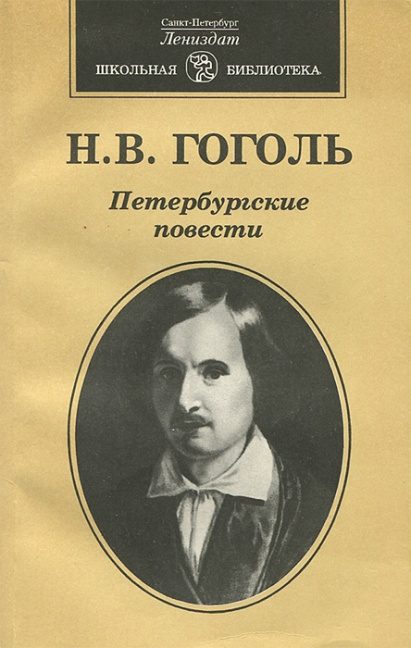 Санкт-Петербург
Лениздат
ШКОЛЬНАЯ БИБЛИОТЕКА
Н.В. ГОГОЛЬ
Петербургские
повести